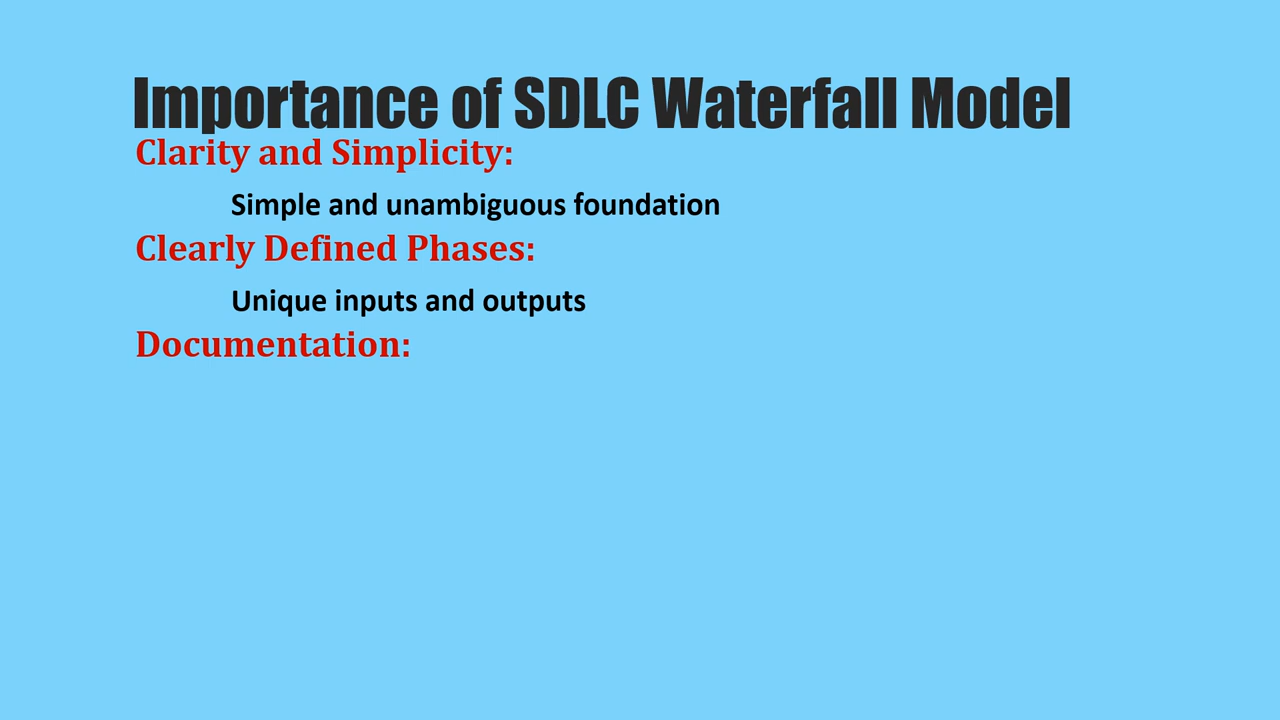 Importance of SDLC Waterfall Model
Clarity and Simplicity:
Simple and unambiguous foundation
Clearly Defined Phases:
Unique inputs and outputs
Documentation: